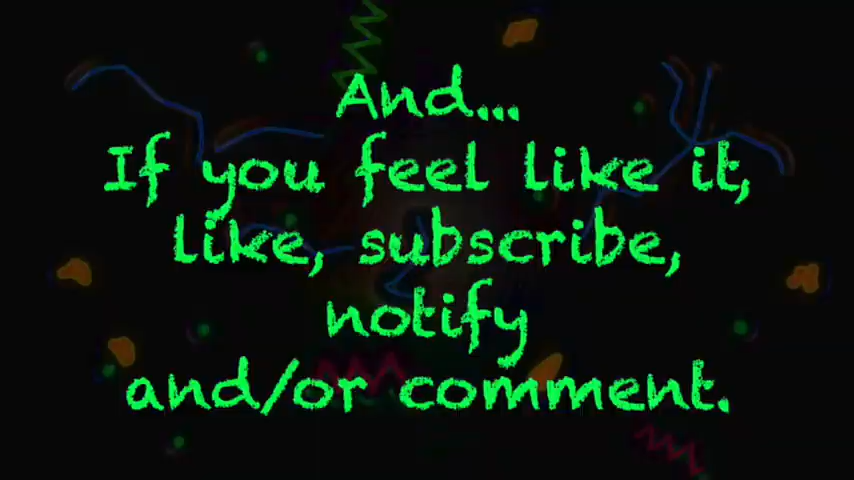 And...
If you feel like it,
like, subscribe,
notify
and/or comment.